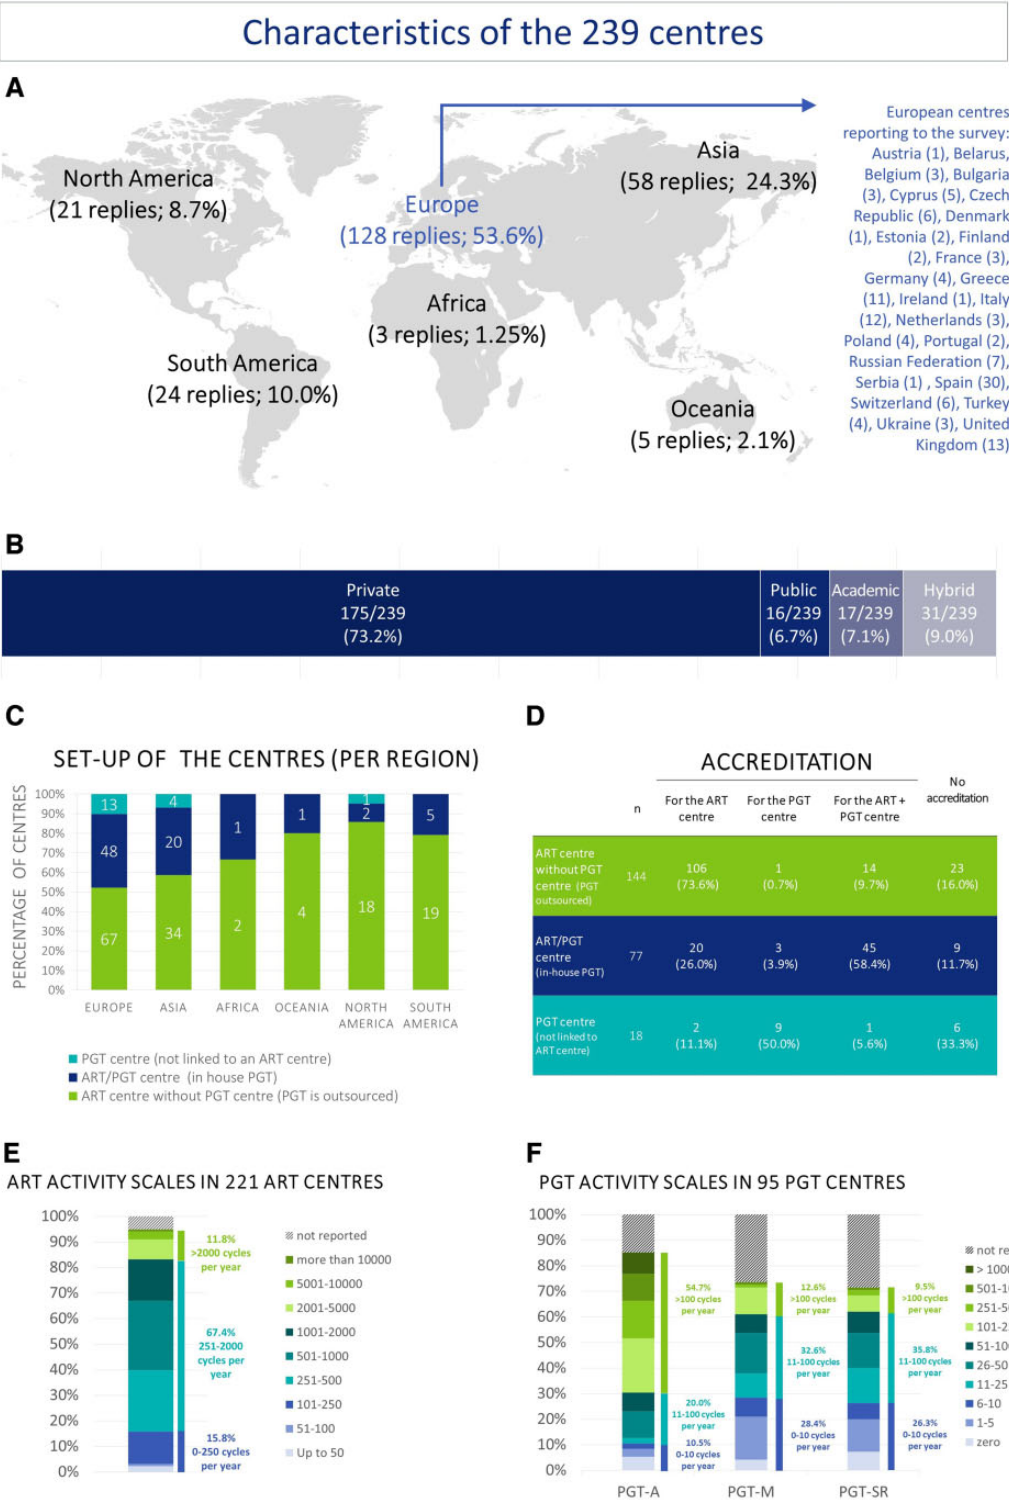 Characteristics of the 239 centres
A
North America
(21 replies; 8.7%)
Europe
(128 replies; 53.6%)
Asia
(58 replies; 24.3%)
Africa
(3 replies; 1.25%)
South America
(24 replies; 10.0%)
Oceania
(5 replies; 2.1%)
European centres
reporting to the survey:
Austria (1), Belarus,
Belgium (3), Bulgaria
(3), Cyprus (5), Czech
Republic (6), Denmark
(1), Estonia (2), Finland
(2), France (3),
Germany (4), Greece
(11), Ireland (1), Italy
(12), Netherlands (3),
Poland (4), Portugal (2),
Russian Federation (7),
Serbia (1) , Spain (30),
Switzerland (6), Turkey
(4), Ukraine (3), United
Kingdom (13)
B
Private
175/239
(73.2%)
Public
16/239
(6.7%)
Academic
17/239
(7.1%)
Hybrid
31/239
(9.0%)
C
SET-UP OF THE CENTRES (PER REGION)
PERCENTAGE OF CENTRES
100%
90%
80%
70%
60%
50%
40%
30%
20%
10%
0%
13
48
67
4
20
34
1
2
1
4
1
2
18
5
19
EUROPE
ASIA
AFRICA
OCEANIA
NORTH
AMERICA
SOUTH
AMERICA
PGT centre (not linked to an ART centre)
ART/PGT centre (in house PGT)
ART centre without PGT centre (PGT is outsourced)
D
ACCREDITATION
n
For the ART
centre
For the PGT
centre
For the ART +
PGT centre
No
accreditation
ART centre
without PGT
centre (PGT
outsourced)
144
106
(73.6%)
1
(0.7%)
14
(9.7%)
23
(16.0%)
ART/PGT
centre
(in-house PGT)
77
20
(26.0%)
3
(3.9%)
45
(58.4%)
9
(11.7%)
PGT centre
(not linked to
ART centre)
18
2
(11.1%)
9
(50.0%)
1
(5.6%)
6
(33.3%)
E
ART ACTIVITY SCALES IN 221 ART CENTRES
100%
90%
80%
70%
60%
50%
40%
30%
20%
10%
0%
11.8%
>2000 cycles
per year
67.4%
251-2000
cycles per
year
15.8%
0-250 cycles
per year
not reported
more than 10000
5001-10000
2001-5000
1001-2000
501-1000
251-500
101-250
51-100
Up to 50
F
PGT ACTIVITY SCALES IN 95 PGT CENTRES
100%
90%
80%
70%
60%
50%
40%
30%
20%
10%
0%
54.7%
>100 cycles
per year
20.0%
11-100 cycles
per year
10.5%
0-10 cycles
per year
12.6%
>100 cycles
per year
32.6%
11-100 cycles
per year
28.4%
0-10 cycles
per year
9.5%
>100 cycles
per year
35.8%
11-100 cycles
per year
26.3%
0-10 cycles
per year
PGT-A
PGT-M
PGT-SR
not re
> 1000
501-10
251-50
101-2
51-100
26-50
11-25
6-10
1-5
zero